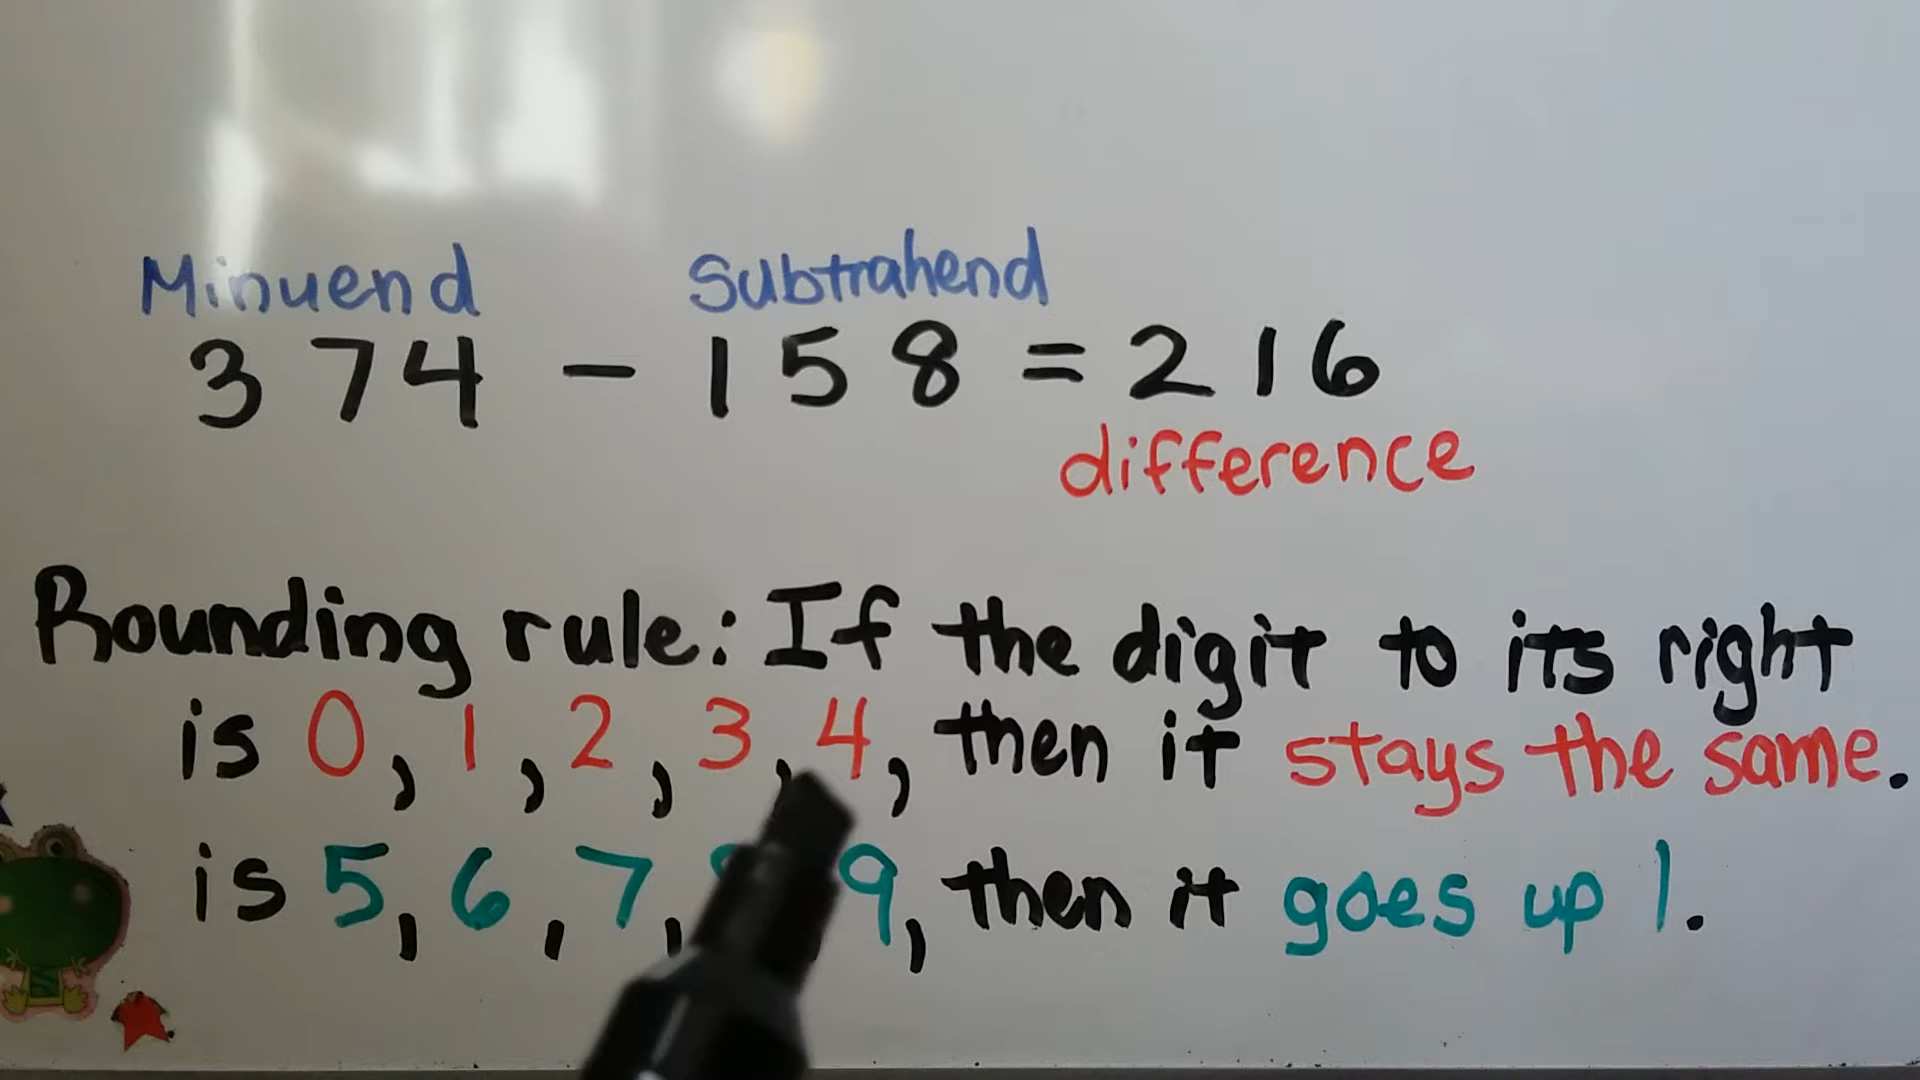 Minuend Subtrahend
374 - 158 = 216
difference
Rounding rule: If the digit to its right
is 0, 1, 2, 3, 4, then it stays the same.
is 5, 6, 7, 9, then it goes up 1.